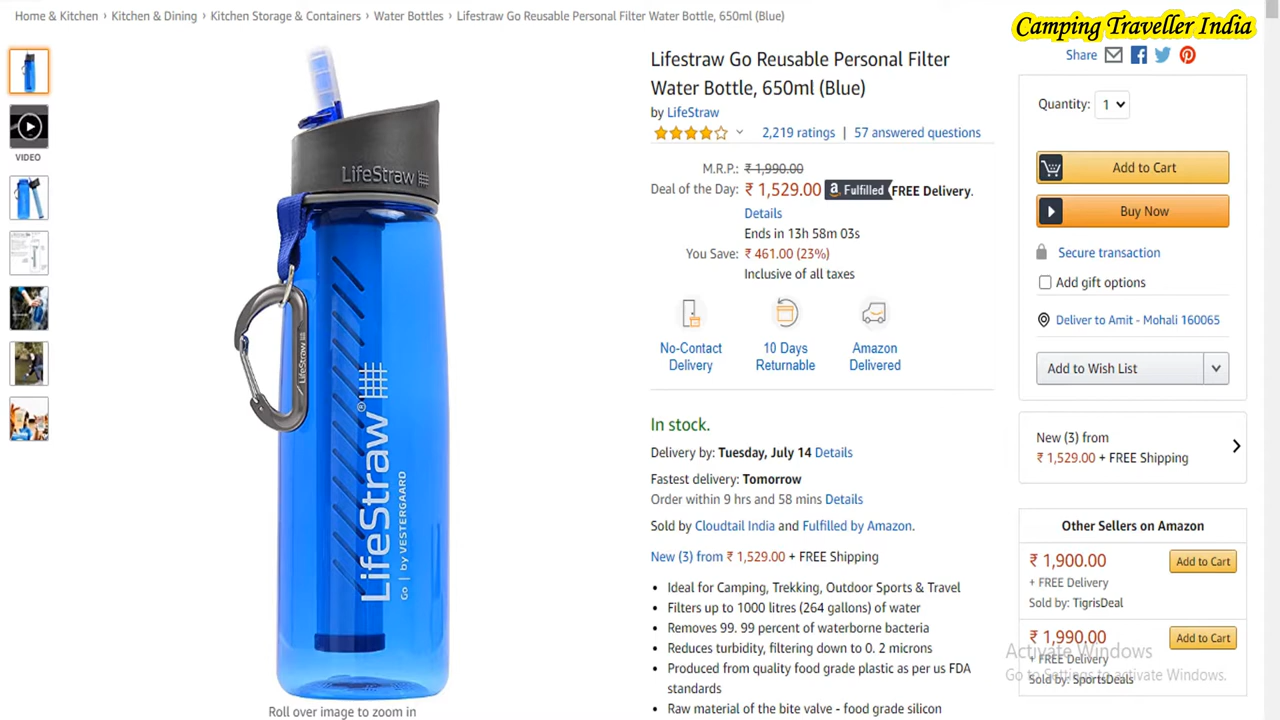 Home & Kitchen › Kitchen & Dining › Kitchen Storage & Containers › Water Bottles › Lifestraw Go Reusable Personal Filter Water Bottle, 650ml (Blue)
Camping Traveller India
Share
VIDEO
LifeStraw
LifeStraw
LifeStraw®
Go | by VESTERGAARD
Roll over image to zoom in
Lifestraw Go Reusable Personal Filter
Water Bottle, 650ml (Blue)
by LifeStraw
2,219 ratings | 57 answered questions
M.R.P.: ₹ 1,990.00
Deal of the Day: ₹ 1,529.00 a Fulfilled FREE Delivery.
Details
Ends in 13h 58m 03s
You Save: ₹ 461.00 (23%)
Inclusive of all taxes
No-Contact
Delivery
10 Days
Returnable
Amazon
Delivered
In stock.
Delivery by: Tuesday, July 14 Details
Fastest delivery: Tomorrow
Order within 9 hrs and 58 mins Details
Sold by Cloudtail India and Fulfilled by Amazon.
New (3) from ₹ 1,529.00 + FREE Shipping
• Ideal for Camping, Trekking, Outdoor Sports & Travel
• Filters up to 1000 litres (264 gallons) of water
• Removes 99. 99 percent of waterborne bacteria
• Reduces turbidity, filtering down to 0. 2 microns
• Produced from quality food grade plastic as per us FDA
standards
• Raw material of the bite valve - food grade silicon
Quantity: 1
Add to Cart
Buy Now
Secure transaction
Add gift options
Deliver to Amit - Mohali 160065
Add to Wish List
New (3) from
₹ 1,529.00 + FREE Shipping
Other Sellers on Amazon
₹ 1,900.00 Add to Cart
+ FREE Delivery
Sold by: TigrisDeal
₹ 1,990.00 Add to Cart
+ FREE Delivery
Sold by: SportsDeals
Activate Windows
Go to Settings to activate Windows.